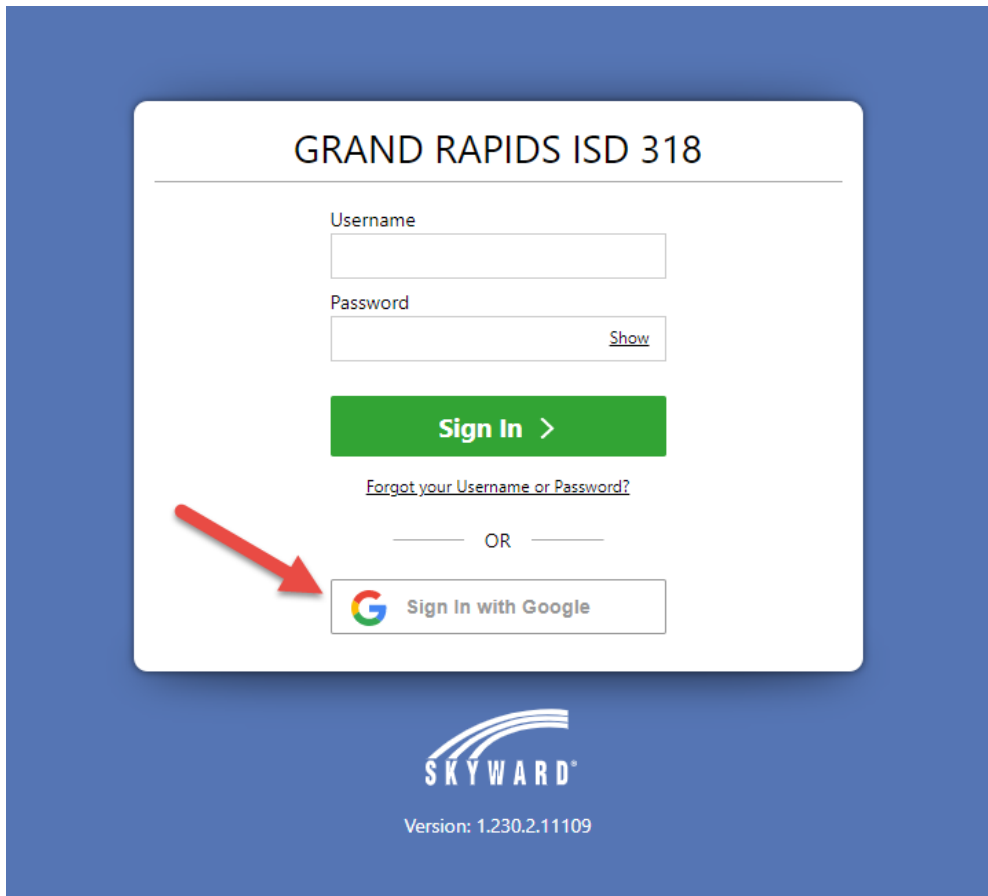 GRAND RAPIDS ISD 318
Username
Password
Show
Sign In
Forgot your Username or Password?
OR
Sign In with Google
SKYWARD®
Version: 1.230.2.11109